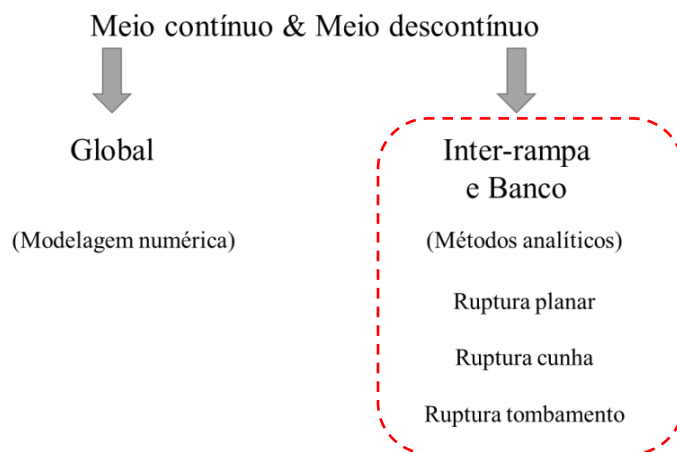 Meio contínuo & Meio descontínuo
Global
(Modelagem numérica)
Inter-rampa
e Banco
(Métodos analíticos)
Ruptura planar
Ruptura cunha
Ruptura tombamento